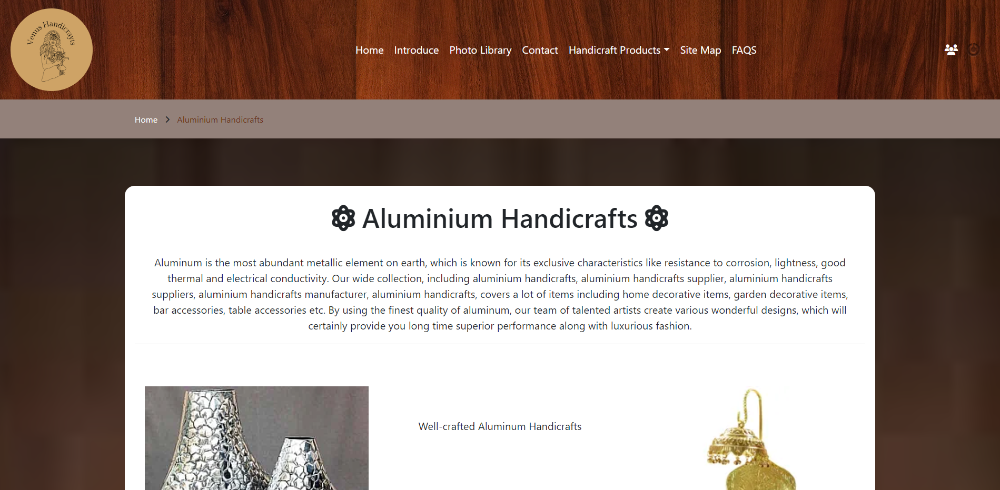 Venus Handicrayts
Home Introduce Photo Library Contact Handicraft Products Site Map FAQS
Home Aluminium Handicrafts
Aluminium Handicrafts
Aluminum is the most abundant metallic element on earth, which is known for its exclusive characteristics like resistance to corrosion, lightness, good
thermal and electrical conductivity. Our wide collection, including aluminium handicrafts, aluminium handicrafts supplier, aluminium handicrafts
suppliers, aluminium handicrafts manufacturer, aluminium handicrafts, covers a lot of items including home decorative items, garden decorative items,
bar accessories, table accessories etc. By using the finest quality of aluminum, our team of talented artists create various wonderful designs, which will
certainly provide you long time superior performance along with luxurious fashion.
Well-crafted Aluminum Handicrafts